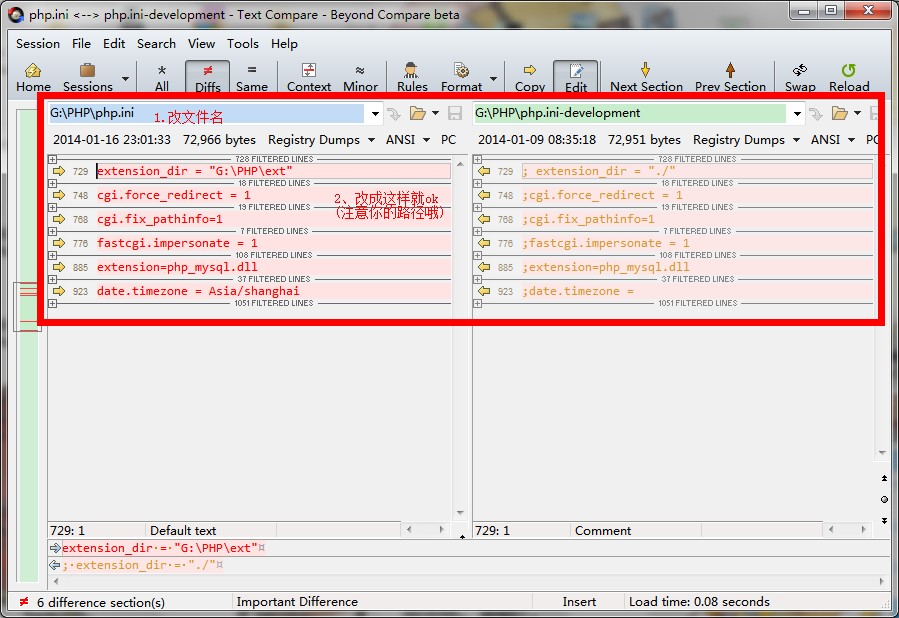 php.ini <--> php.ini-development - Text Compare - Beyond Compare beta
Session File Edit Search View Tools Help
Home Sessions All Diffs Same Context Minor Rules Format Copy Edit Next Section Prev Section Swap Reload
G:\PHP\php.ini 1.改文件名 G:\PHP\php.ini-development
2014-01-16 23:01:33 72,966 bytes Registry Dumps ANSI PC 2014-01-09 08:35:18 72,951 bytes Registry Dumps ANSI PC
728 FILTERED LINES 728 FILTERED LINES
729 extension_dir = "G:\PHP\ext" 729 ; extension_dir = "./"
18 FILTERED LINES 18 FILTERED LINES
748 cgi.force_redirect = 1 748 ;cgi.force_redirect = 1
2、改成这样就ok
19 FILTERED LINES 19 FILTERED LINES
(注意你的路径哦)
768 cgi.fix_pathinfo=1 768 ;cgi.fix_pathinfo=1
7 FILTERED LINES 7 FILTERED LINES
776 fastcgi.impersonate = 1 776 ;fastcgi.impersonate = 1
108 FILTERED LINES 108 FILTERED LINES
885 extension=php_mysql.dll 885 ;extension=php_mysql.dll
37 FILTERED LINES 37 FILTERED LINES
923 date.timezone = Asia/shanghai 923 ;date.timezone =
1051 FILTERED LINES 1051 FILTERED LINES
729: 1 Default text 729: 1 Comment
extension_dir·=·"G:\PHP\ext"¤
;·extension_dir·=·"./"¤
6 difference section(s) Important Difference Insert Load time: 0.08 seconds